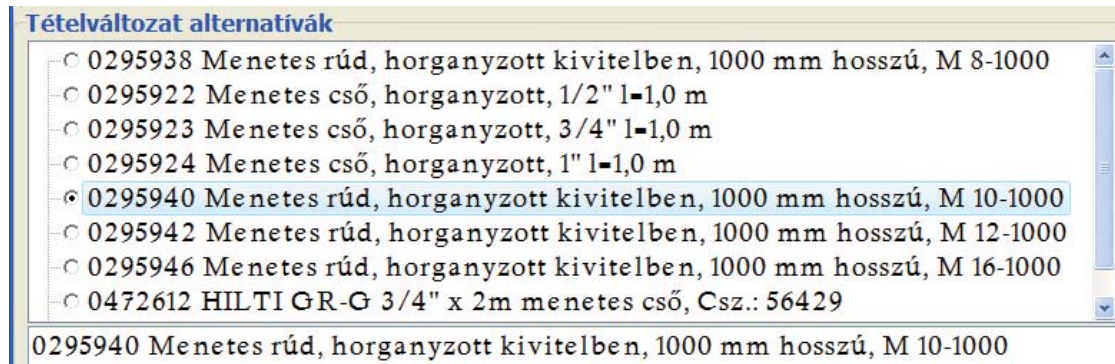 Tételváltozat alternatívák
0295938 Menetes rúd, horganyzott kivitelben, 1000 mm hosszú, M 8-1000
0295922 Menetes cső, horganyzott, 1/2" l=1,0 m
0295923 Menetes cső, horganyzott, 3/4" l=1,0 m
0295924 Menetes cső, horganyzott, 1" l=1,0 m
0295940 Menetes rúd, horganyzott kivitelben, 1000 mm hosszú, M 10-1000
0295942 Menetes rúd, horganyzott kivitelben, 1000 mm hosszú, M 12-1000
0295946 Menetes rúd, horganyzott kivitelben, 1000 mm hosszú, M 16-1000
0472612 HILTI GR-G 3/4" x 2m menetes cső, Csz.: 56429
0295940 Menetes rúd, horganyzott kivitelben, 1000 mm hosszú, M 10-1000